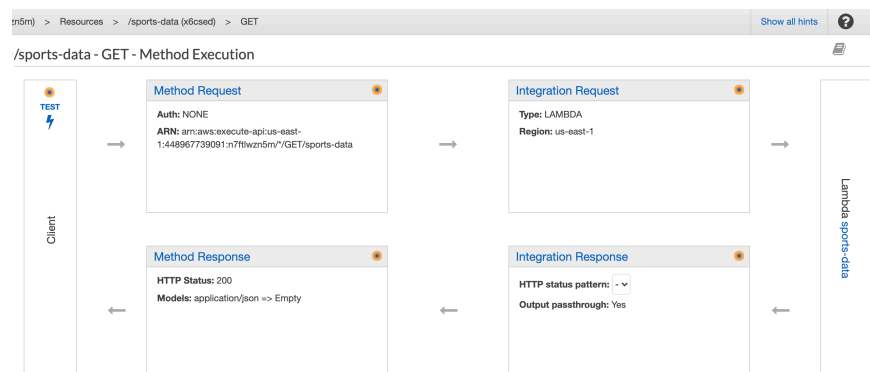 zn5m) > Resources > /sports-data (x6csed) > GET
Show all hints
?
/sports-data - GET - Method Execution
TEST
Client
Method Request
Auth: NONE
ARN: arn:aws:execute-api:us-east-
1:448967739091:n7ftlwzn5m/*/GET/sports-data
Integration Request
Type: LAMBDA
Region: us-east-1
Lambda sports-data
Method Response
HTTP Status: 200
Models: application/json => Empty
Integration Response
HTTP status pattern: -
Output passthrough: Yes